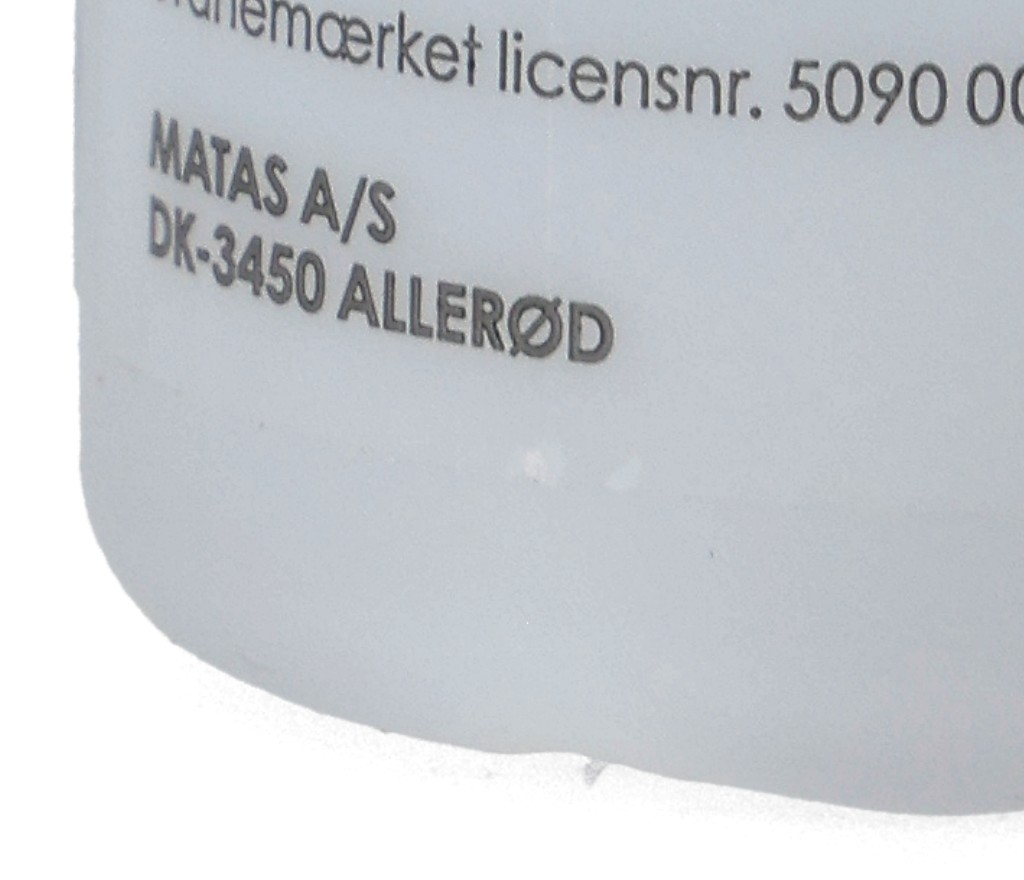 licensnr. 5090
MATAS A/S
DK-3450 ALLERØD